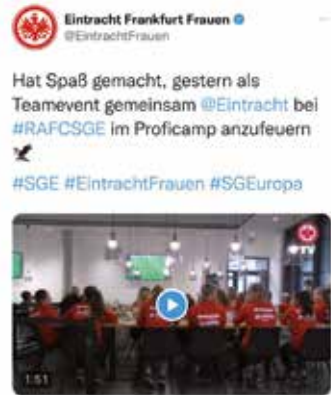 Eintracht Frankfurt Frauen
@EintrachtFrauen
Hat Spaß gemacht, gestern als
Teamevent gemeinsam @Eintracht bei
#RAFCSGE im Proficamp anzufeuern
#SGE #EintrachtFrauen #SGEuropa
TV
1:51